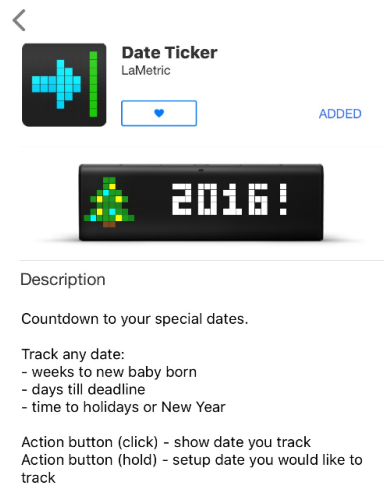 Date Ticker
LaMetric
ADDED
2016!
Description
Countdown to your special dates.
Track any date:
- weeks to new baby born
- days till deadline
- time to holidays or New Year
Action button (click) - show date you track
Action button (hold) - setup date you would like to
track